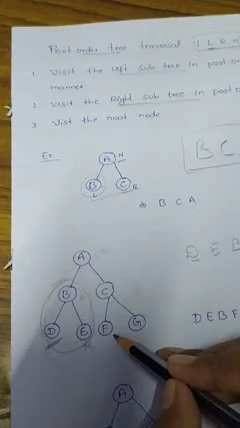 Post order tree traversal [ L R N
1. Visit the left sub tree in post or
manner
2 Visit the Right sub tree in post o
3 Visit the root node
Ex
A N
B L C R
B C
B C A
A
B C
D E F G
D E B
D E B F
A